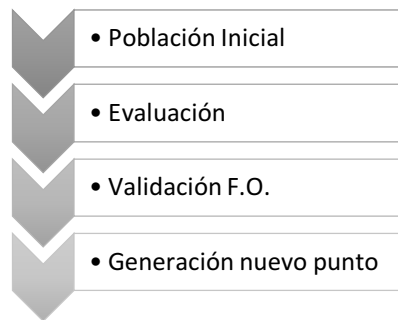 • Población Inicial
• Evaluación
• Validación F.O.
• Generación nuevo punto